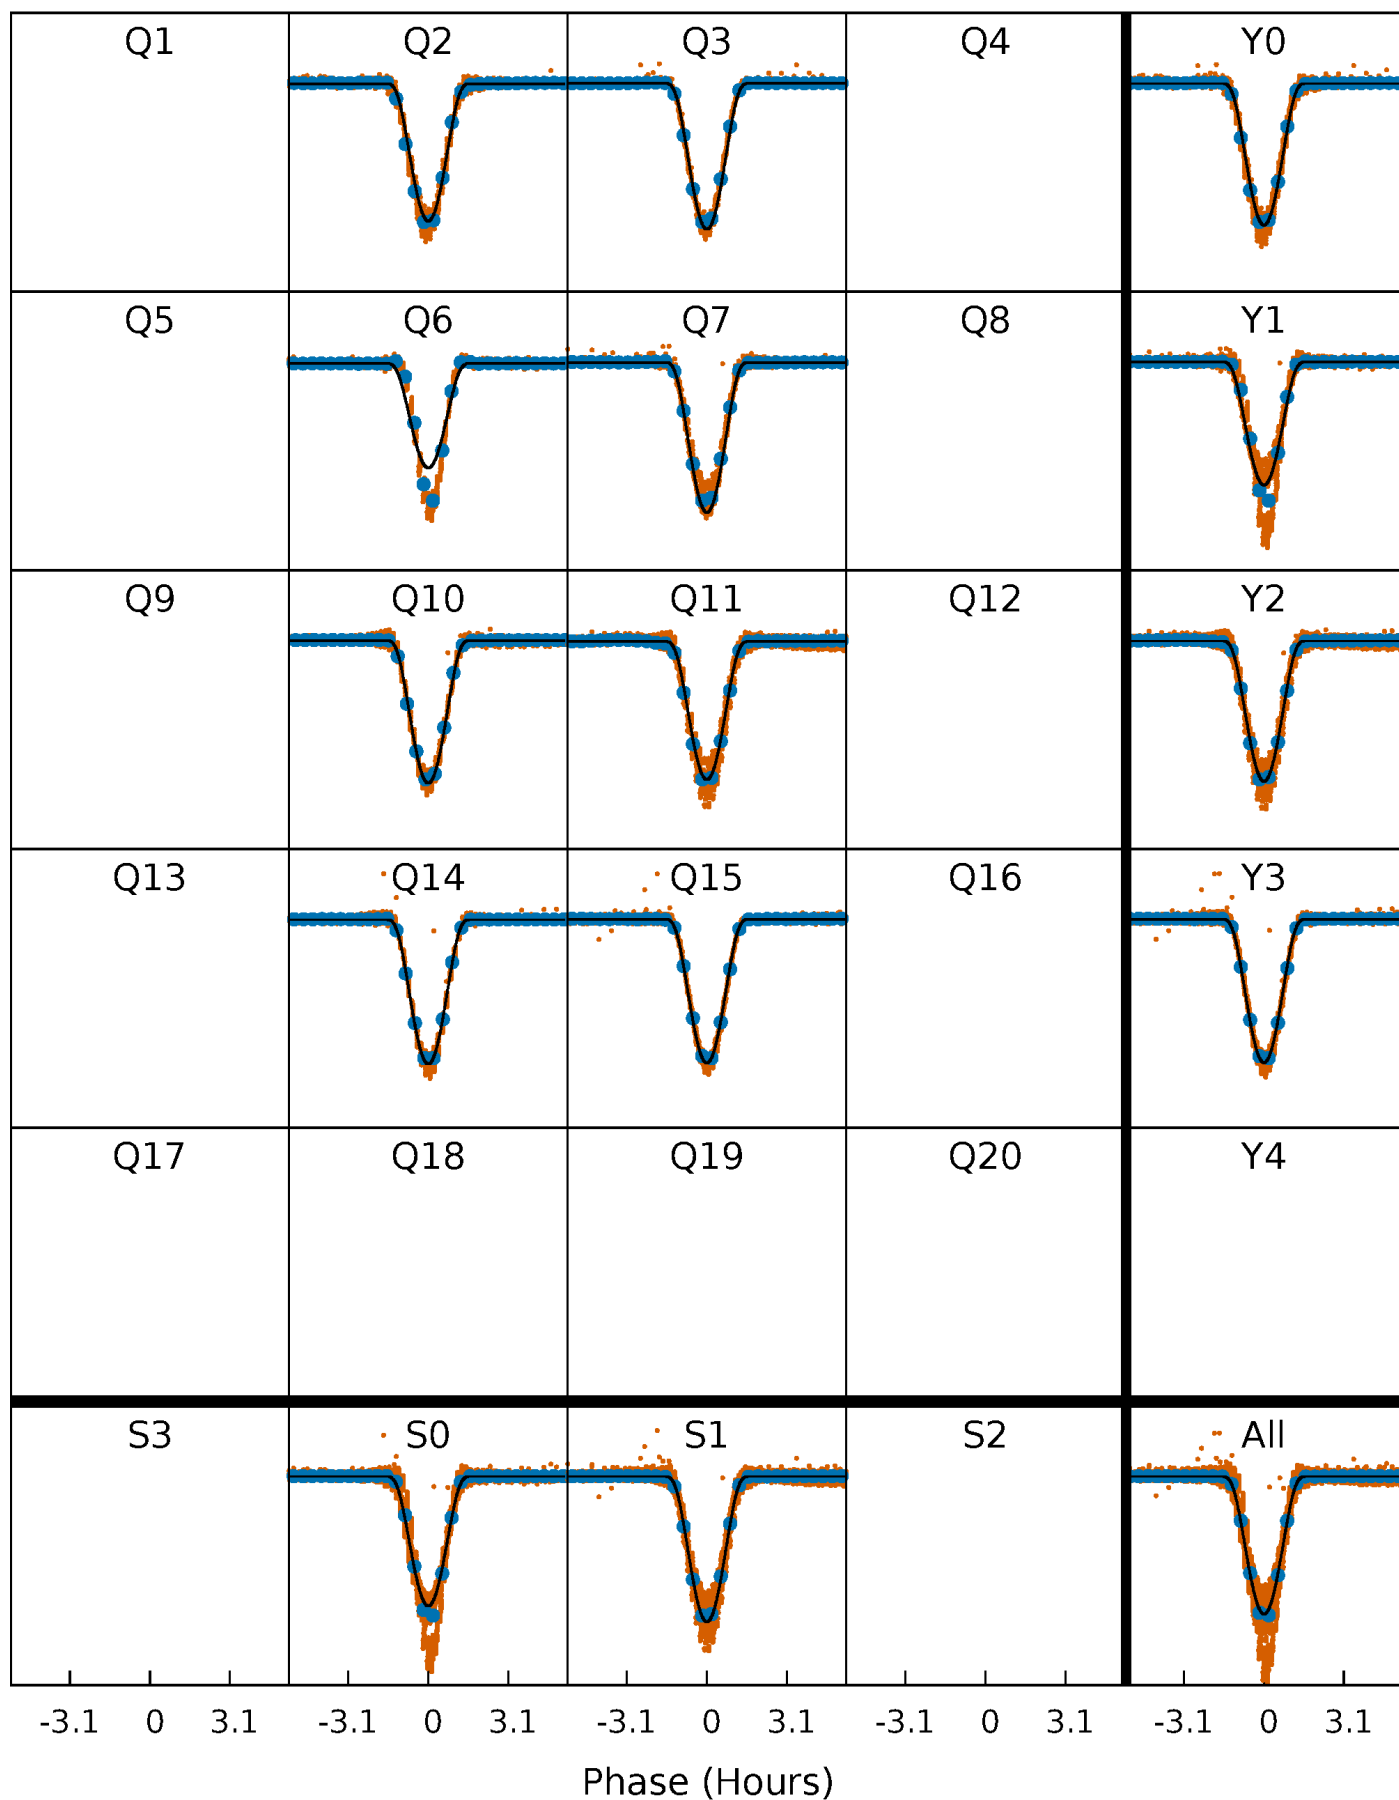 Q1 Q2 Q3 Q4 Y0
Q5 Q6 Q7 Q8 Y1
Q9 Q10 Q11 Q12 Y2
Q13 Q14 Q15 Q16 Y3
Q17 Q18 Q19 Q20 Y4
S3 S0 S1 S2 All
-3.1 0 3.1 -3.1 0 3.1 -3.1 0 3.1 -3.1 0 3.1 -3.1 0 3.1
Phase (Hours)